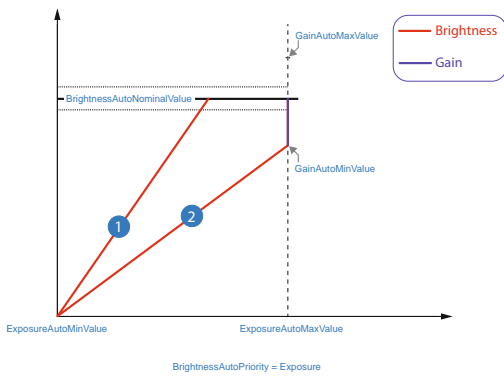 GainAutoMaxValue
Brightness
Gain
BrightnessAutoNominalValue
GainAutoMinValue
1
2
ExposureAutoMinValue
ExposureAutoMaxValue
BrightnessAutoPriority = Exposure